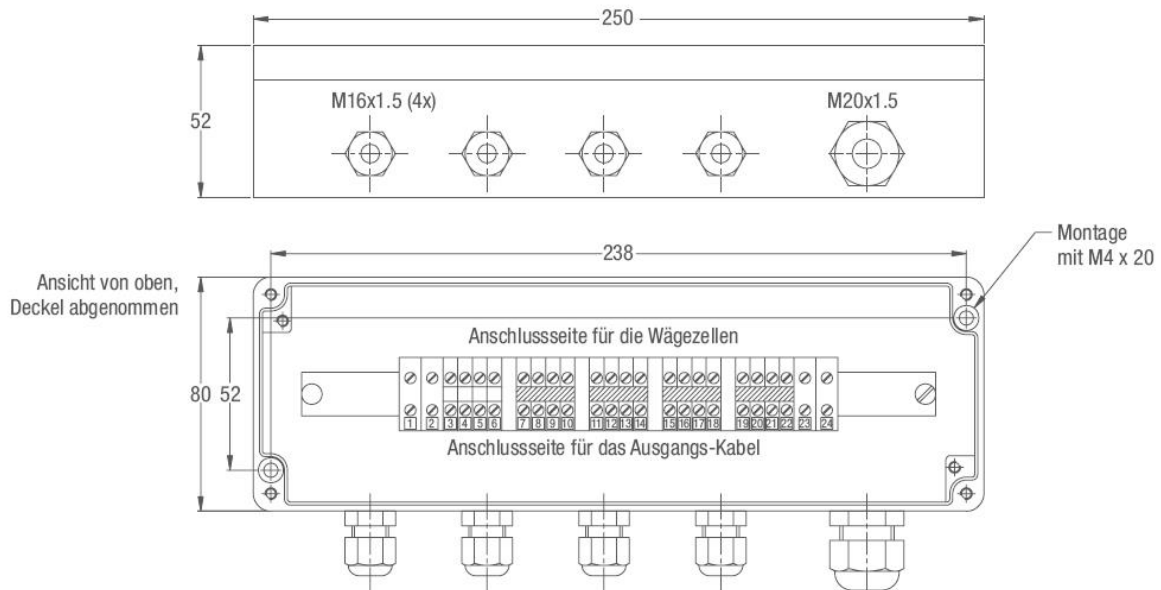 250
52
M16x1.5 (4x)
M20x1.5
238
Montage
mit M4 x 20
Ansicht von oben,
Deckel abgenommen
Anschlussseite für die Wägezellen
80
52
1 2 3 4 5 6 7 8 9 10 11 12 13 14 15 16 17 18 19 20 21 22 23 24
Anschlussseite für das Ausgangs-Kabel